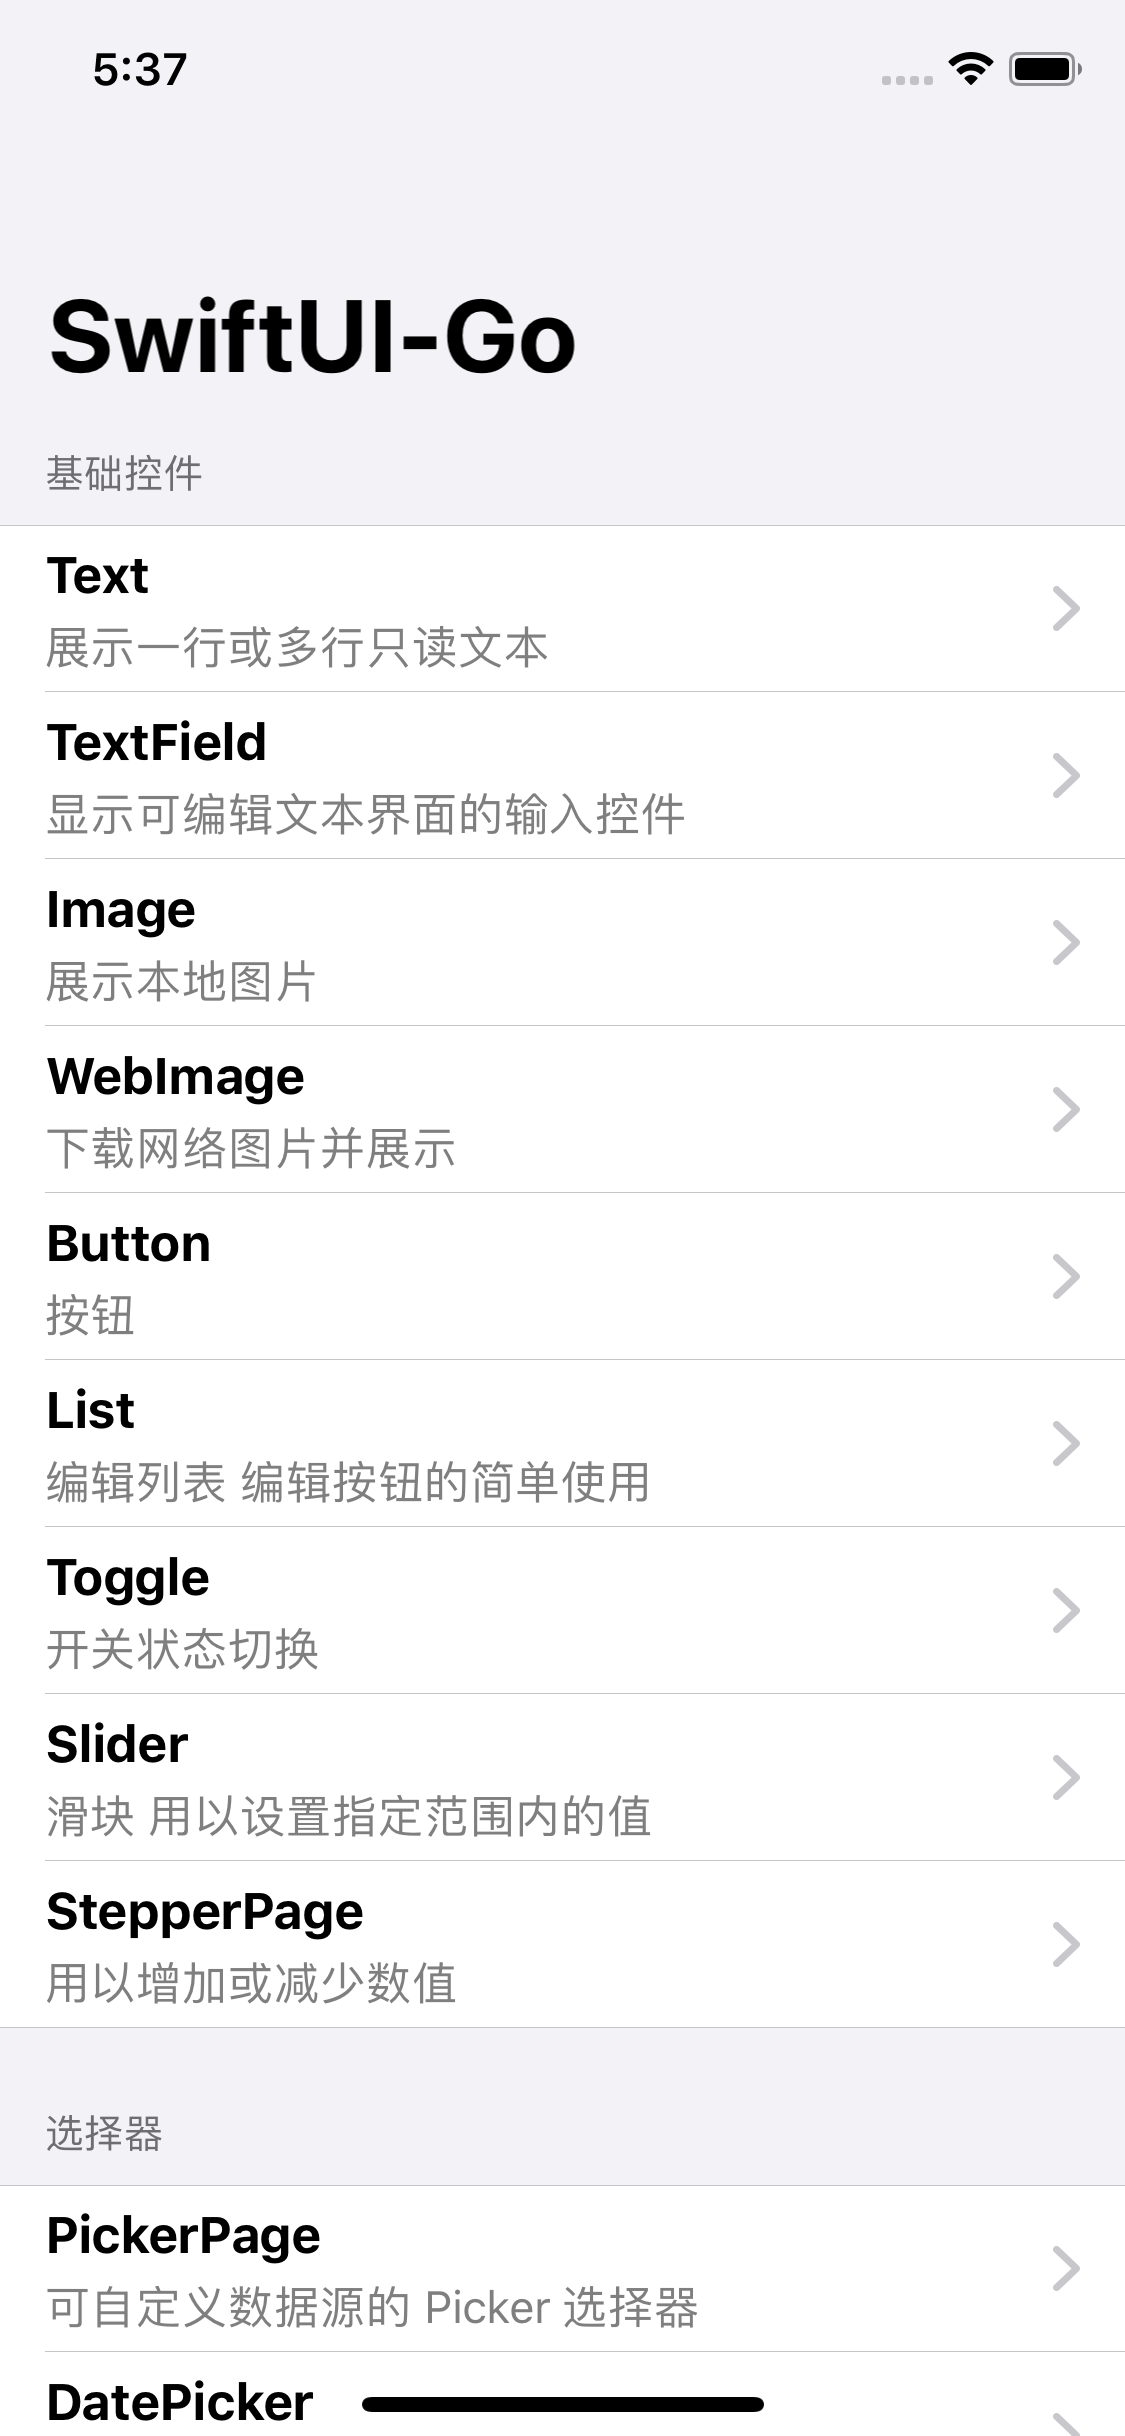 5:37
SwiftUI-Go
基础控件
Text
展示一行或多行只读文本
TextField
显示可编辑文本界面的输入控件
Image
展示本地图片
WebImage
下载网络图片并展示
Button
按钮
List
编辑列表 编辑按钮的简单使用
Toggle
开关状态切换
Slider
滑块 用以设置指定范围内的值
StepperPage
用以增加或减少数值
选择器
PickerPage
可自定义数据源的 Picker 选择器
DatePicker